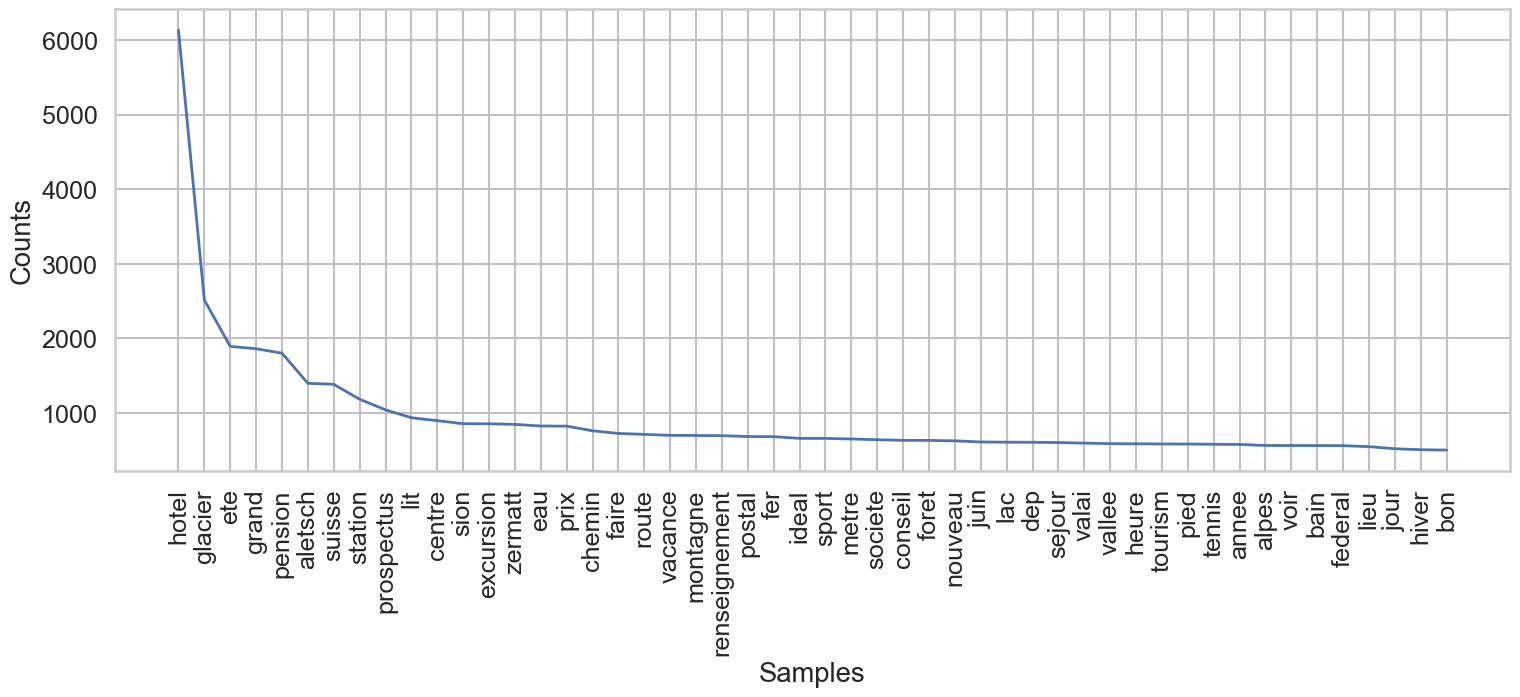 6000
5000
4000
3000
2000
1000
Counts
hotel
glacier
ete
grand
pension
aletsch
suisse
station
prospectus
lit
centre
sion
excursion
zermatt
eau
prix
chemin
faire
route
vacance
montagne
renseignement
postal
fer
ideal
sport
metre
societe
conseil
foret
nouveau
juin
lac
dep
sejour
valai
vallee
heure
tourism
pied
tennis
annee
alpes
voir
bain
federal
lieu
jour
hiver
bon
Samples